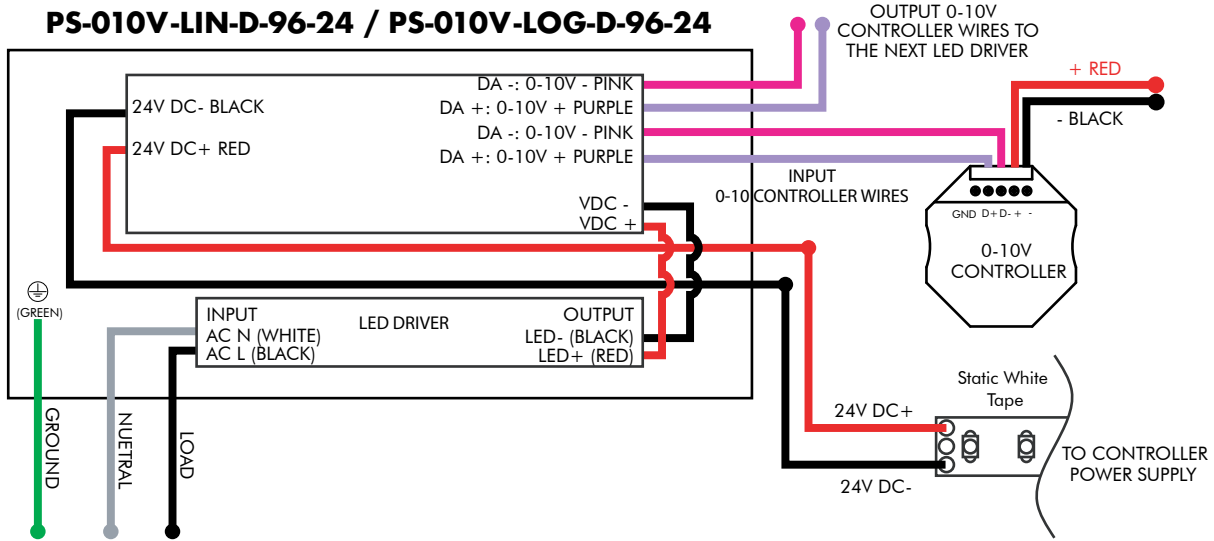 PS-010V-LIN-D-96-24 / PS-010V-LOG-D-96-24
OUTPUT 0-10V
CONTROLLER WIRES TO
THE NEXT LED DRIVER
+ RED
- BLACK
24V DC- BLACK
24V DC+ RED
DA -: 0-10V - PINK
DA +: 0-10V + PURPLE
DA -: 0-10V - PINK
DA +: 0-10V + PURPLE
VDC -
VDC +
INPUT
0-10 CONTROLLER WIRES
GND D+ D- + -
0-10V
CONTROLLER
(GREEN)
INPUT
AC N (WHITE)
AC L (BLACK)
LED DRIVER
OUTPUT
LED- (BLACK)
LED+ (RED)
GROUND
NUETRAL
LOAD
Static White
Tape
24V DC+
24V DC-
TO CONTROLLER
POWER SUPPLY